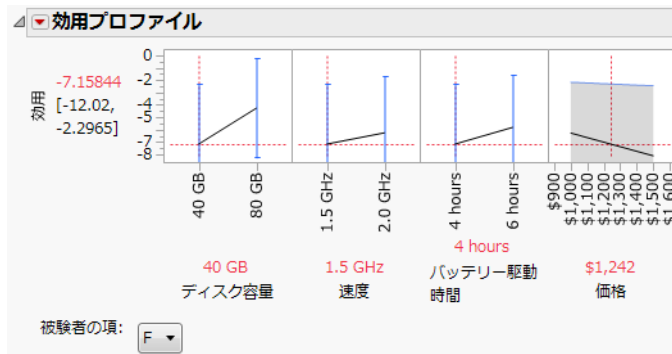 効用プロファイル
効用
-7.15844
[-12.02,
-2.2965]
0
-2
-4
-5
-7
-8
40 GB
80 GB
1.5 GHz
2.0 GHz
4 hours
6 hours
$900
$1,000
$1,100
$1,200
$1,300
$1,400
$1,500
$1,600
40 GB
ディスク容量
1.5 GHz
速度
4 hours
バッテリー駆動
時間
$1,242
価格
被験者の項:
F